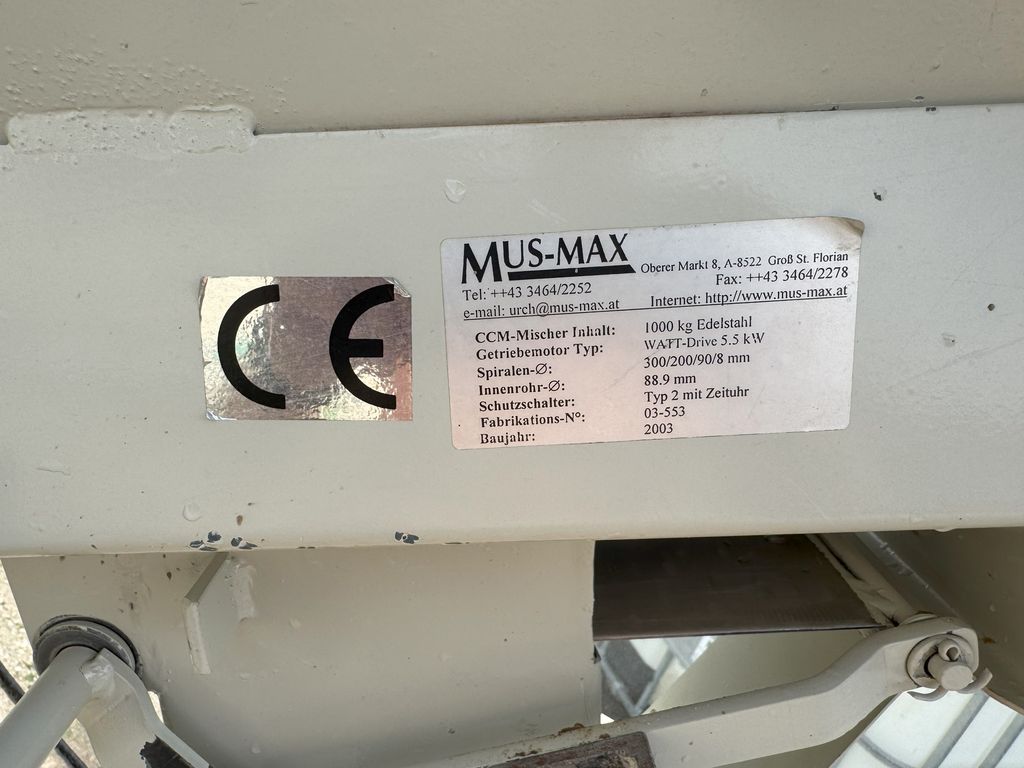 CE
MUS-MAX
Oberer Markt 8, A-8522 Groß St. Florian
Tel: ++43 3464/2252 Fax: ++43 3464/2278
e-mail: urch@mus-max.at Internet: http://www.mus-max.at
CCM-Mischer Inhalt: 1000 kg Edelstahl
Getriebemotor Typ: WATT-Drive 5.5 kW
Spiralen-Ø: 300/200/90/8 mm
Innenrohr-Ø: 88.9 mm
Schutzschalter: Typ 2 mit Zeituhr
Fabrikations-N°: 03-553
Baujahr: 2003